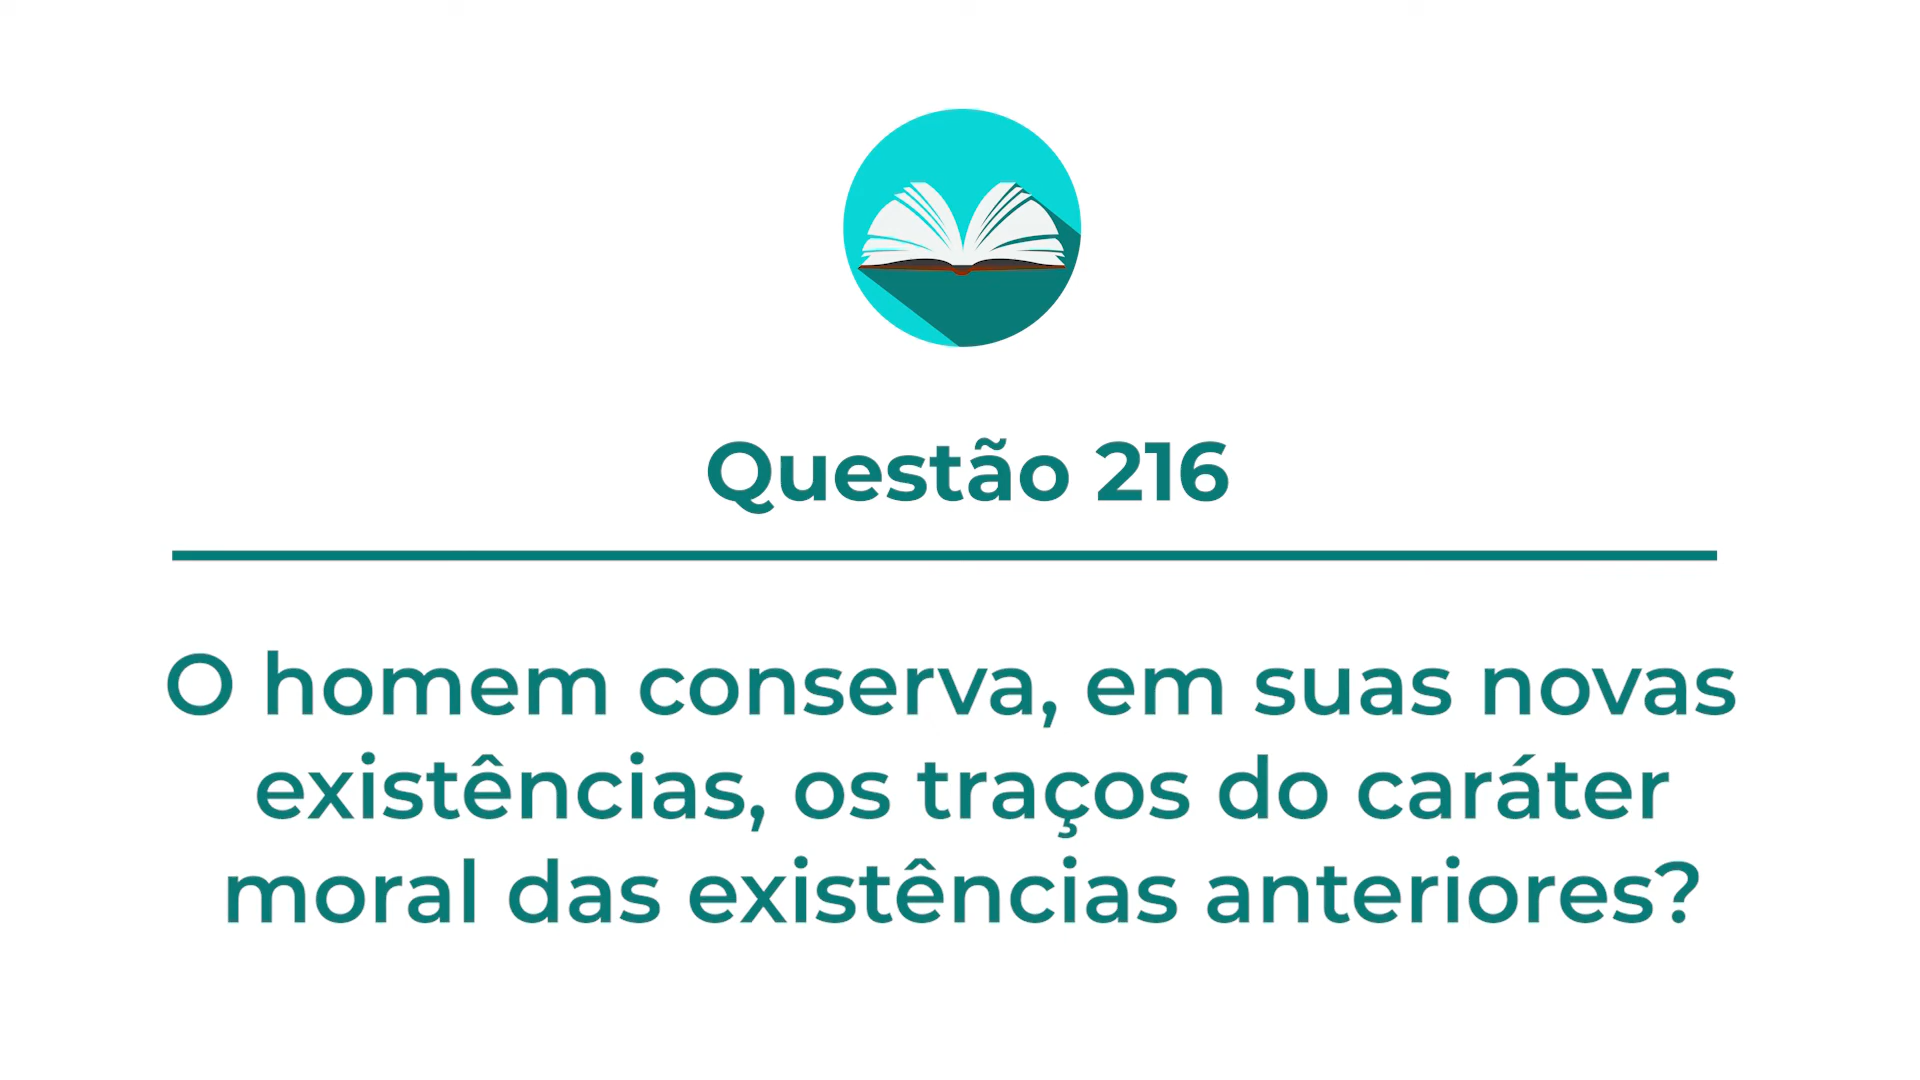 Questão 216
O homem conserva, em suas novas
existências, os traços do caráter
moral das existências anteriores?